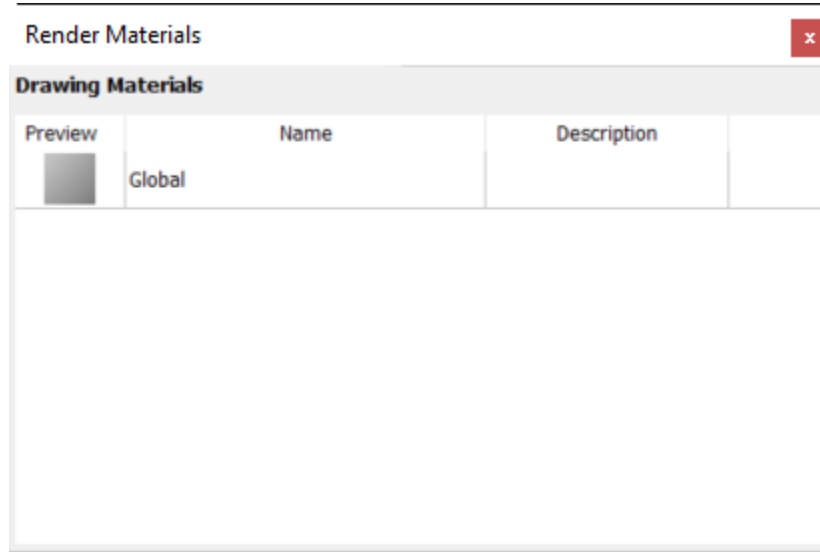 Render Materials x
Drawing Materials
Preview Name Description
Global